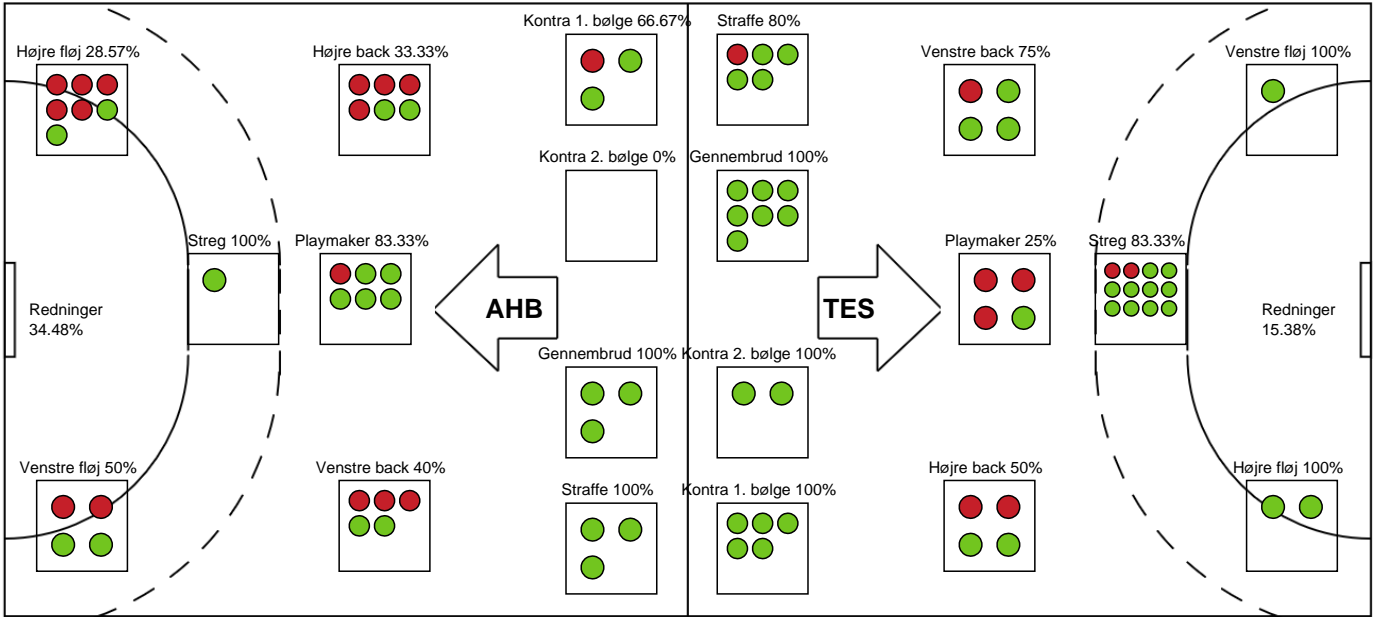 Kontra 1. bølge 66.67%
Straffe 80%
Højre fløj 28.57%
Højre back 33.33%
Venstre back 75%
Venstre fløj 100%
Kontra 2. bølge 0%
Gennembrud 100%
Streg 100%
Playmaker 83.33%
Playmaker 25%
Streg 83.33%
Redninger
34.48%
AHB
TES
Redninger
15.38%
Gennembrud 100%
Kontra 2. bølge 100%
Venstre fløj 50%
Venstre back 40%
Højre back 50%
Højre fløj 100%
Straffe 100%
Kontra 1. bølge 100%